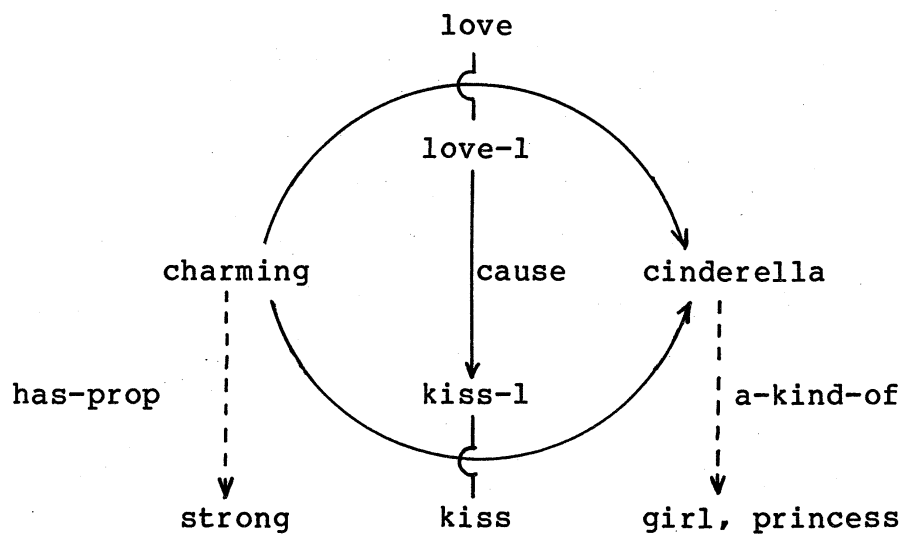 love
love-1
charming
cause
cinderella
has-prop
kiss-1
a-kind-of
strong
kiss
girl, princess